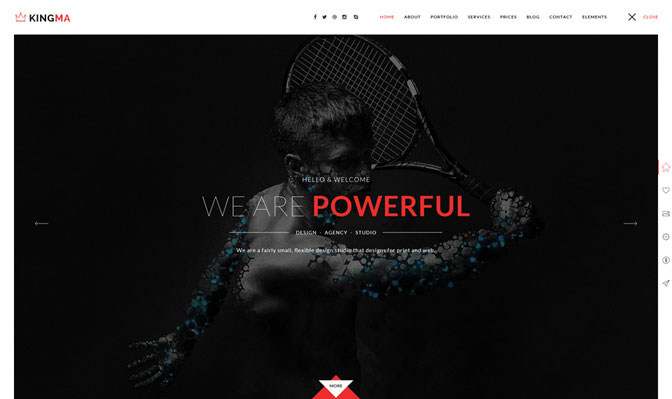 KINGMA
HOME ABOUT PORTFOLIO SERVICES PRICES BLOG CONTACT ELEMENTS CLOSE
HELLO & WELCOME
WE ARE POWERFUL
DESIGN - AGENCY - STUDIO
We are a fairly small, flexible design studio that designs for print and web.
MORE